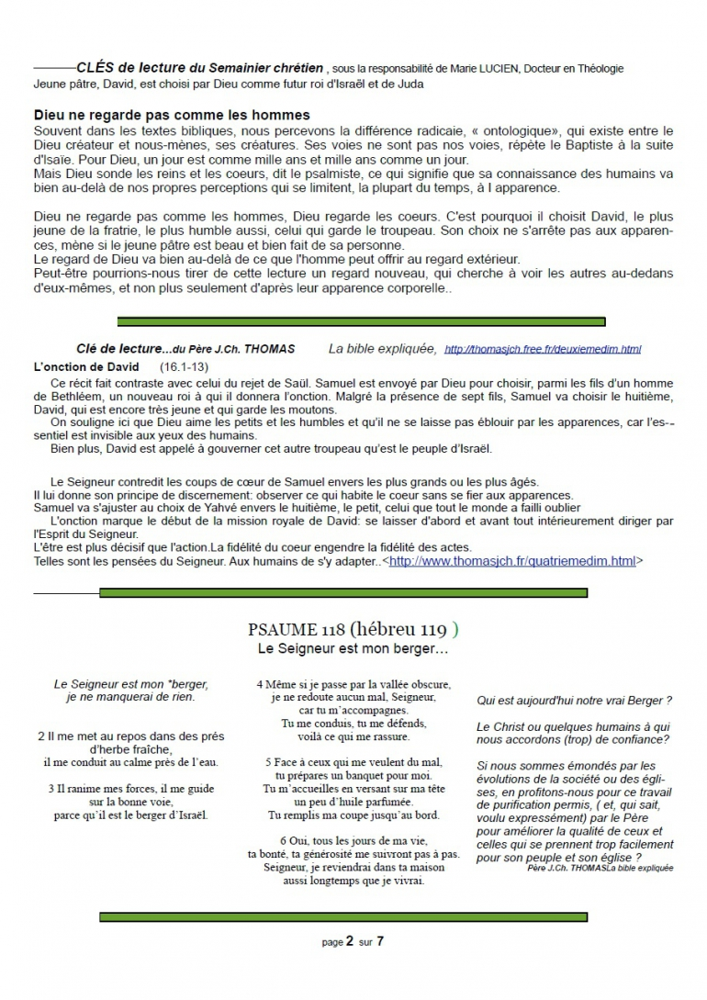 CLÉS de lecture du Semainier chrétien , sous la responsabilité de Marie LUCIEN, Docteur en Théologie
Jeune pâtre, David, est choisi par Dieu comme futur roi d'Israël et de Juda
Dieu ne regarde pas comme les hommes
Souvent dans les textes bibliques, nous percevons la différence radicaie, « ontologique», qui existe entre le
Dieu créateur et nous-mènes, ses créatures. Ses voies ne sont pas nos voies, répète le Baptiste à la suite
d'Isaïe. Pour Dieu, un jour est comme mille ans et mille ans comme un jour.
Mais Dieu sonde les reins et les coeurs, dit le psalmiste, ce qui signifie que sa connaissance des humains va
bien au-delà de nos propres perceptions qui se limitent, la plupart du temps, à I apparence.
Dieu ne regarde pas comme les hommes, Dieu regarde les coeurs. C'est pourquoi il choisit David, le plus
jeune de la fratrie, le plus humble aussi, celui qui garde le troupeau. Son choix ne s'arrête pas aux apparen-
ces, mène si le jeune pâtre est beau et bien fait de sa personne.
Le regard de Dieu va bien au-delà de ce que l'homme peut offrir au regard extérieur.
Peut-être pourrions-nous tirer de cette lecture un regard nouveau, qui cherche à voir les autres au-dedans
d'eux-mêmes, et non plus seulement d'après leur apparence corporelle..
Clé de lecture...du Père J.Ch. THOMAS La bible expliquée, http://thomasjch.free.fr/deuxiemedim.html
L'onction de David (16.1-13)
Ce récit fait contraste avec celui du rejet de Saül. Samuel est envoyé par Dieu pour choisir, parmi les fils d'un homme
de Bethléem, un nouveau roi à qui il donnera l'onction. Malgré la présence de sept fils, Samuel va choisir le huitième,
David, qui est encore très jeune et qui garde les moutons.
On souligne ici que Dieu aime les petits et les humbles et qu'il ne se laisse pas éblouir par les apparences, car l'es--
sentiel est invisible aux yeux des humains.
Bien plus, David est appelé à gouverner cet autre troupeau qu'est le peuple d'Israël.
Le Seigneur contredit les coups de cœur de Samuel envers les plus grands ou les plus âgés.
Il lui donne son principe de discernement: observer ce qui habite le coeur sans se fier aux apparences.
Samuel va s'ajuster au choix de Yahvé envers le huitième, le petit, celui que tout le monde a failli oublier
L'onction marque le début de la mission royale de David: se laisser d'abord et avant tout intérieurement diriger par
l'Esprit du Seigneur.
L'être est plus décisif que l'action.La fidélité du coeur engendre la fidélité des actes.
Telles sont les pensées du Seigneur. Aux humains de s'y adapter..<http://www.thomasjch.fr/quatriemedim.html>
PSAUME 118 (hébreu 119 )
Le Seigneur est mon berger…
Le Seigneur est mon *berger,
je ne manquerai de rien.
2 Il me met au repos dans des prés
d'herbe fraîche,
il me conduit au calme près de l'eau.
3 Il ranime mes forces, il me guide
sur la bonne voie,
parce qu'il est le berger d'Israël.
4 Même si je passe par la vallée obscure,
je ne redoute aucun mal, Seigneur,
car tu m'accompagnes.
Tu me conduis, tu me défends,
voilà ce qui me rassure.
5 Face à ceux qui me veulent du mal,
tu prépares un banquet pour moi.
Tu m'accueilles en versant sur ma tête
un peu d'huile parfumée.
Tu remplis ma coupe jusqu'au bord.
6 Oui, tous les jours de ma vie,
ta bonté, ta générosité me suivront pas à pas.
Seigneur, je reviendrai dans ta maison
aussi longtemps que je vivrai.
Qui est aujourd'hui notre vrai Berger ?
Le Christ ou quelques humains à qui
nous accordons (trop) de confiance?
Si nous sommes émondés par les
évolutions de la société ou des égli-
ses, en profitons-nous pour ce travail
de purification permis, ( et, qui sait,
voulu expressément) par le Père
pour améliorer la qualité de ceux et
celles qui se prennent trop facilement
pour son peuple et son église ?
Père J.Ch. THOMASLa bible expliquée
page 2 sur 7